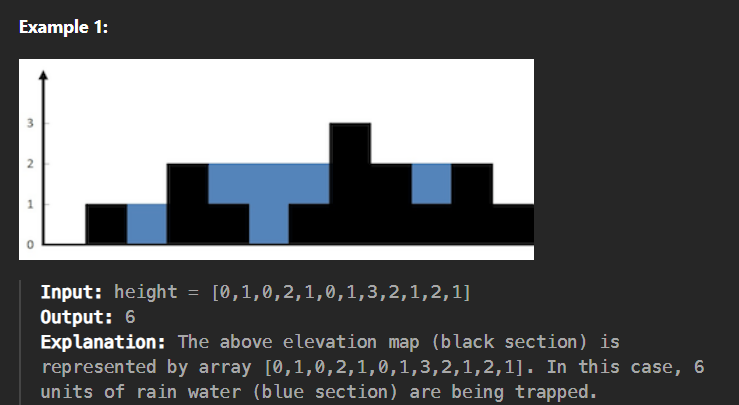 Example 1:
3
2
1
0
Input: height = [0,1,0,2,1,0,1,3,2,1,2,1]
Output: 6
Explanation: The above elevation map (black section) is
represented by array [0,1,0,2,1,0,1,3,2,1,2,1]. In this case, 6
units of rain water (blue section) are being trapped.